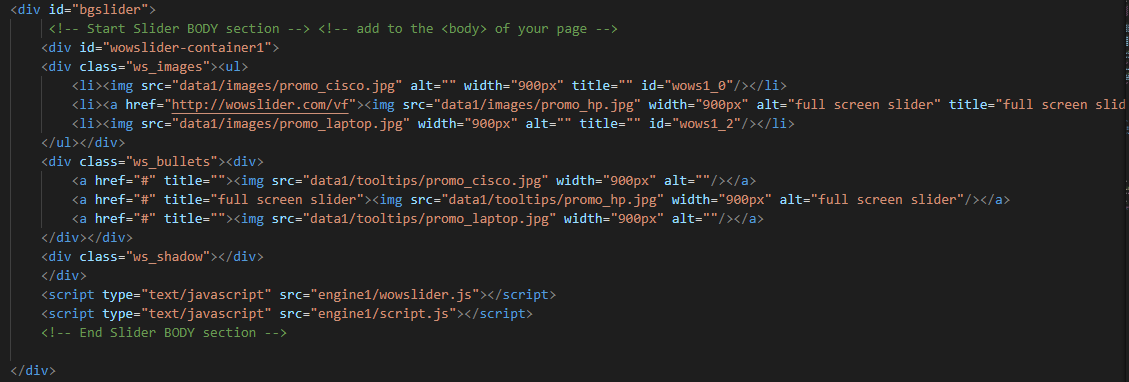 <div id="bgslider">
<!-- Start Slider BODY section --> <!-- add to the <body> of your page -->
<div id="wowslider-container1">
<div class="ws_images"><ul>
<li><img src="data1/images/promo_cisco.jpg" alt="" width="900px" title="" id="wows1_0"/></li>
<li><a href="http://wowslider.com/vf"><img src="data1/images/promo_hp.jpg" width="900px" alt="full screen slider" title="full screen slid
<li><img src="data1/images/promo_laptop.jpg" width="900px" alt="" title="" id="wows1_2"/></li>
</ul></div>
<div class="ws_bullets"><div>
<a href="#" title=""><img src="data1/tooltips/promo_cisco.jpg" width="900px" alt=""/></a>
<a href="#" title="full screen slider"><img src="data1/tooltips/promo_hp.jpg" width="900px" alt="full screen slider"/></a>
<a href="#" title=""><img src="data1/tooltips/promo_laptop.jpg" width="900px" alt=""/></a>
</div></div>
<div class="ws_shadow"></div>
</div>
<script type="text/javascript" src="engine1/wowslider.js"></script>
<script type="text/javascript" src="engine1/script.js"></script>
<!-- End Slider BODY section -->
</div>